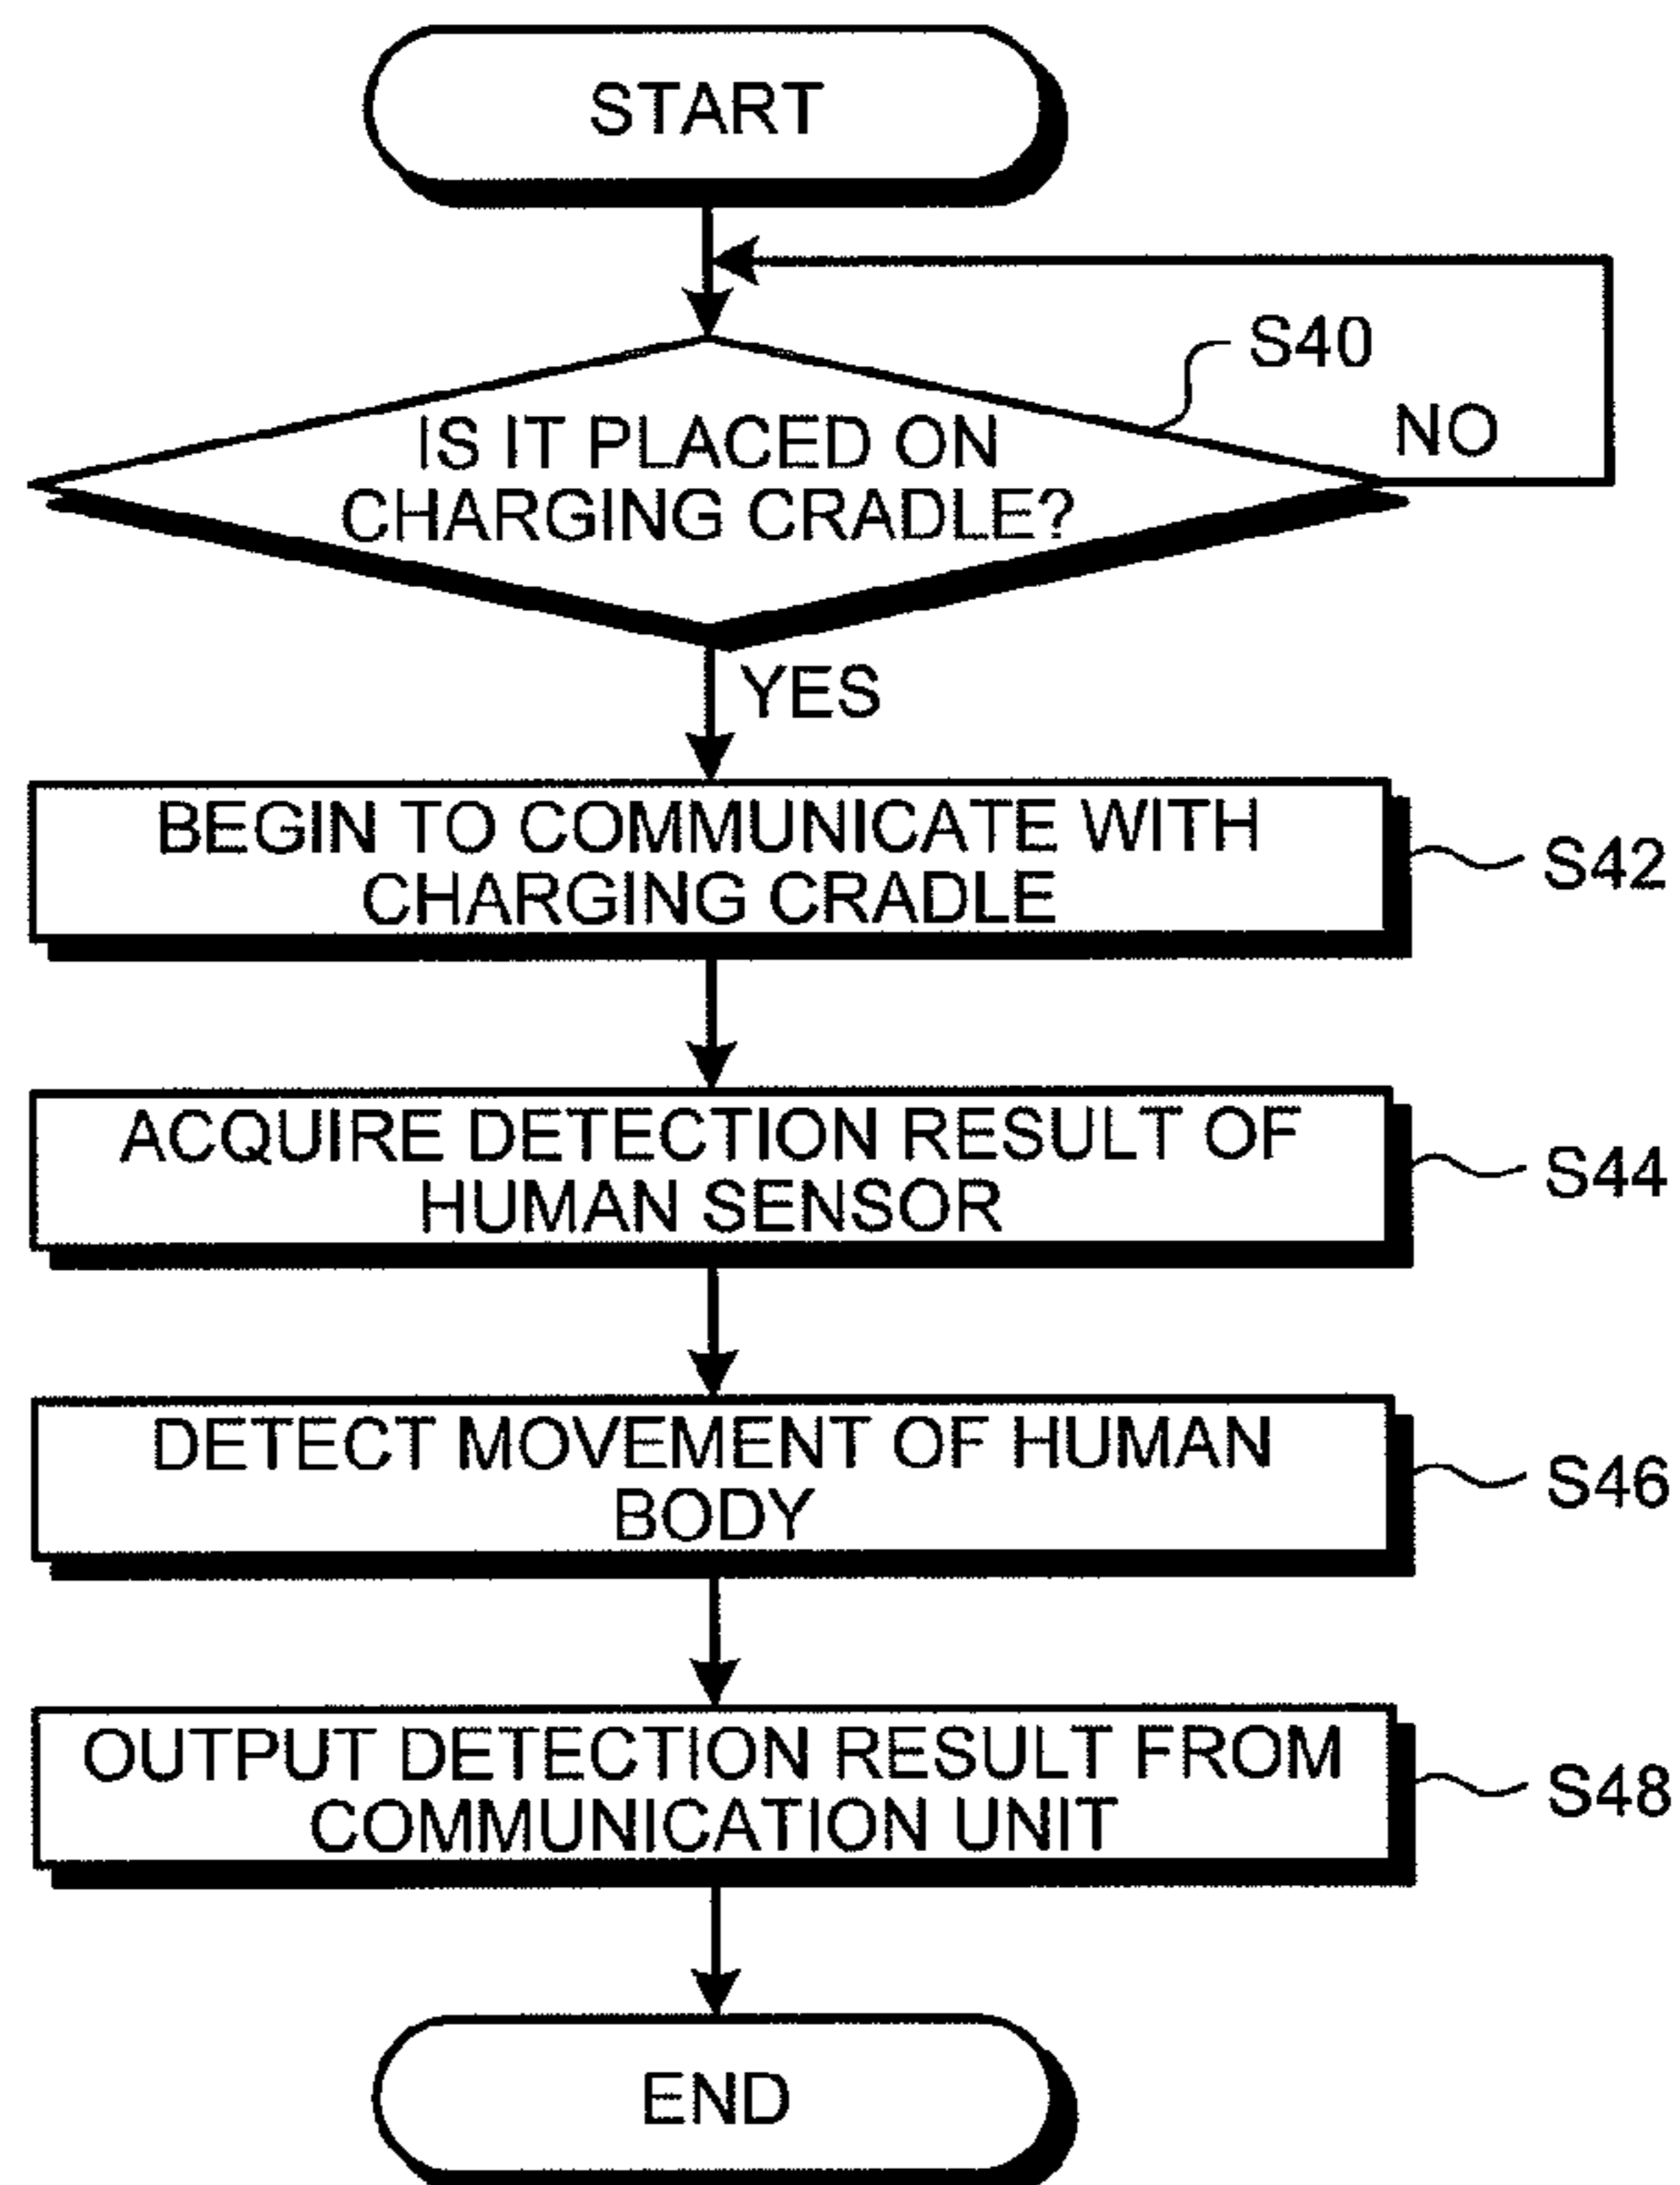 START
S40
IS IT PLACED ON
CHARGING CRADLE?
NO
YES
BEGIN TO COMMUNICATE WITH
CHARGING CRADLE
S42
ACQUIRE DETECTION RESULT OF
HUMAN SENSOR
S44
DETECT MOVEMENT OF HUMAN
BODY
S46
OUTPUT DETECTION RESULT FROM
COMMUNICATION UNIT
S48
END